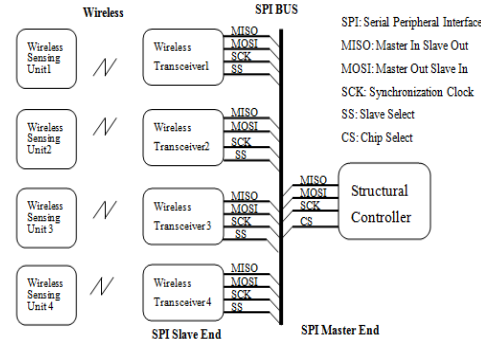 Wireless
SPI BUS
SPI: Serial Peripheral Interface
MISO: Master In Slave Out
MOSI: Master Out Slave In
SCK: Synchronization Clock
SS: Slave Select
CS: Chip Select
Wireless
Sensing
Unit1
Wireless
Transceiver1
MISO
MOSI
SCK
SS
Wireless
Sensing
Unit2
Wireless
Transceiver2
MISO
MOSI
SCK
SS
Wireless
Sensing
Unit 3
Wireless
Transceiver3
MISO
MOSI
SCK
SS
Wireless
Sensing
Unit 4
Wireless
Transceiver4
MISO
MOSI
SCK
SS
MISO
MOSI
SCK
CS
Structural
Controller
SPI Slave End
SPI Master End